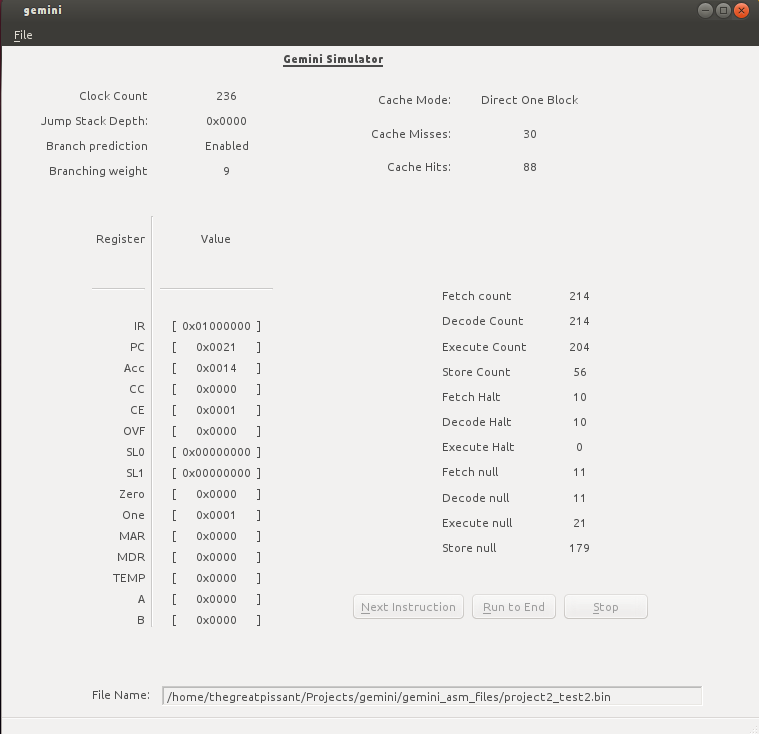 gemini
File
Gemini Simulator
Clock Count 236
Jump Stack Depth: 0x0000
Branch prediction Enabled
Branching weight 9
Cache Mode: Direct One Block
Cache Misses: 30
Cache Hits: 88
Register Value
IR [ 0x01000000 ]
PC [ 0x0021 ]
Acc [ 0x0014 ]
CC [ 0x0000 ]
CE [ 0x0001 ]
OVF [ 0x0000 ]
SL0 [ 0x00000000 ]
SL1 [ 0x00000000 ]
Zero [ 0x0000 ]
One [ 0x0001 ]
MAR [ 0x0000 ]
MDR [ 0x0000 ]
TEMP [ 0x0000 ]
A [ 0x0000 ]
B [ 0x0000 ]
Fetch count 214
Decode Count 214
Execute Count 204
Store Count 56
Fetch Halt 10
Decode Halt 10
Execute Halt 0
Fetch null 11
Decode null 11
Execute null 21
Store null 179
Next Instruction Run to End Stop
File Name: /home/thegreatpissant/Projects/gemini/gemini_asm_files/project2_test2.bin